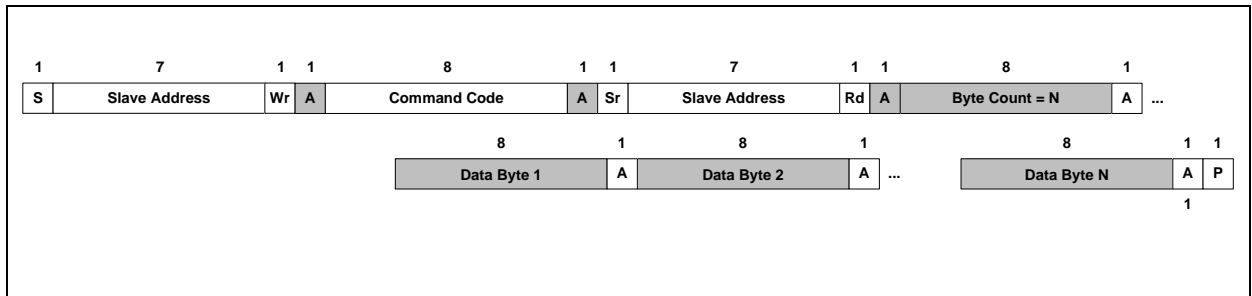 1 7 1 1 8 1 1 7 1 1 8 1
S Slave Address Wr A Command Code A Sr Slave Address Rd A Byte Count = N A ...
8 1 8 1 8 1 1
Data Byte 1 A Data Byte 2 A ... Data Byte N A P
1